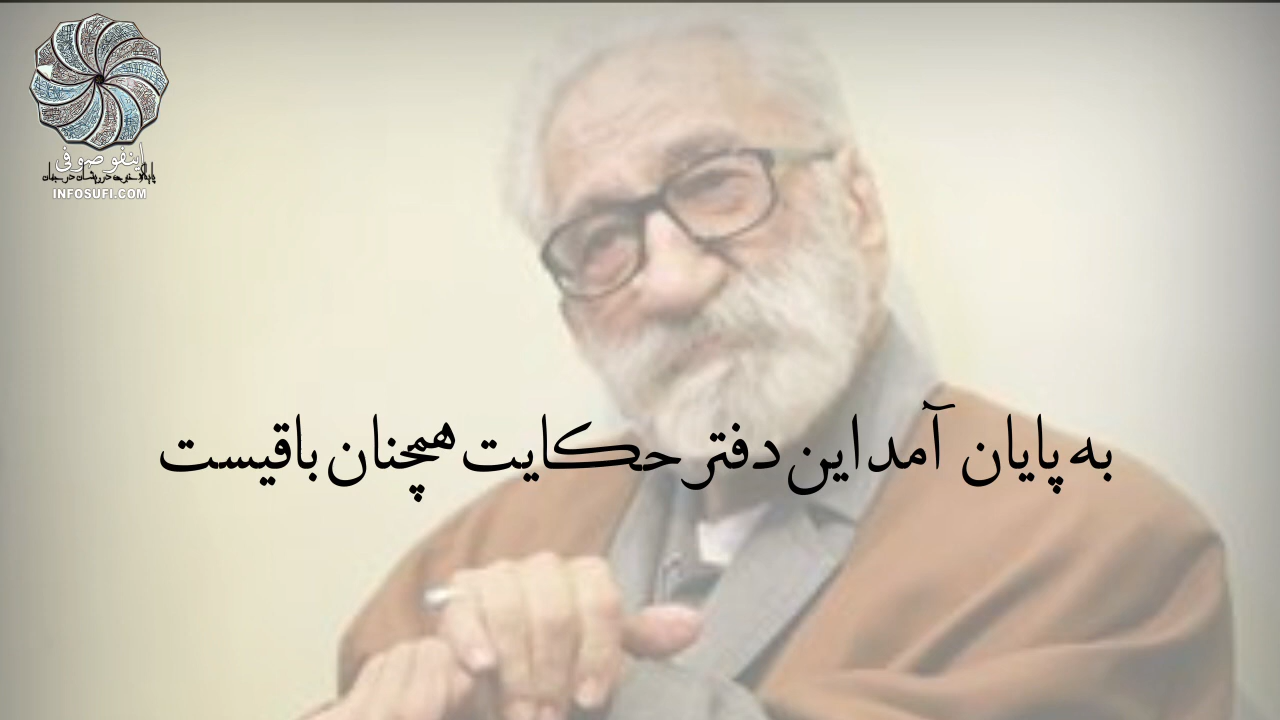 اینفو صوفی
INFOSUFI.COM
به پایان آمد این دفتر حکایت همچنان باقیست